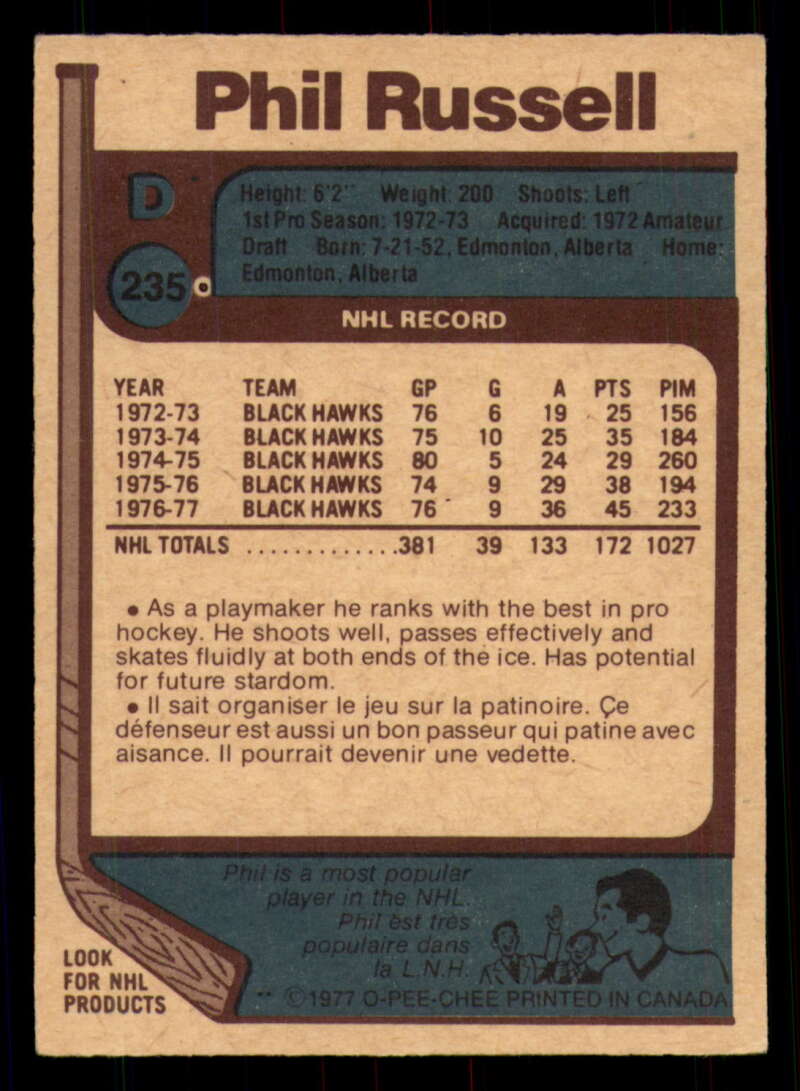 Phil Russell
D
Height: 6'2" Weight: 200 Shoots: Left
1st Pro Season: 1972-73 Acquired: 1972 Amateur
Draft Born: 7-21-52, Edmonton, Alberta Home:
Edmonton, Alberta
235
NHL RECORD
YEAR TEAM GP G A PTS PIM
1972-73 BLACK HAWKS 76 6 19 25 156
1973-74 BLACK HAWKS 75 10 25 35 184
1974-75 BLACK HAWKS 80 5 24 29 260
1975-76 BLACK HAWKS 74 9 29 38 194
1976-77 BLACK HAWKS 76 9 36 45 233
NHL TOTALS .............381 39 133 172 1027
• As a playmaker he ranks with the best in pro
hockey. He shoots well, passes effectively and
skates fluidly at both ends of the ice. Has potential
for future stardom.
• Il sait organiser le jeu sur la patinoire. Çe
défenseur est aussi un bon passeur qui patine avec
aisance. Il pourrait devenir une vedette.
Phil is a most popular
player in the NHL.
Phil èst três
populaire dans
la L.N.H.
LOOK
FOR NHL
PRODUCTS
©1977 O-PEE-CHEE PRINTED IN CANADA